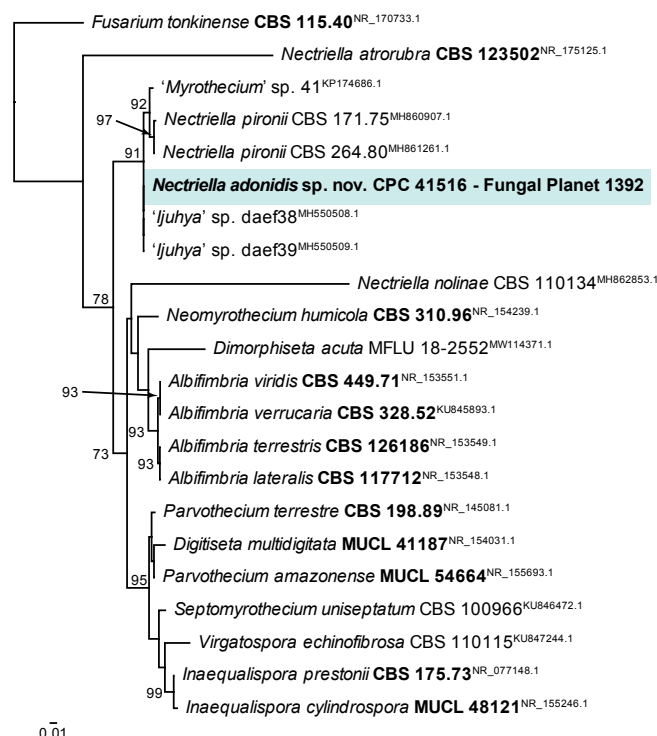 Fusarium tonkinense CBS 115.40NR_170733.1
Nectriella atrorubra CBS 123502NR_175125.1
‘Myrothecium’ sp. 41KP174686.1
92
Nectriella pironii CBS 171.75MH860907.1
97
Nectriella pironii CBS 264.80MH861261.1
91
Nectriella adonidis sp. nov. CPC 41516 - Fungal Planet 1392
‘Ijuhya’ sp. daef38MH550508.1
‘Ijuhya’ sp. daef39MH550509.1
Nectriella nolinae CBS 110134MH862853.1
78
Neomyrothecium humicola CBS 310.96NR_154239.1
Dimorphiseta acuta MFLU 18-2552MW114371.1
Albifimbria viridis CBS 449.71NR_153551.1
93
Albifimbria verrucaria CBS 328.52KU845893.1
93
Albifimbria terrestris CBS 126186NR_153549.1
73
93
Albifimbria lateralis CBS 117712NR_153548.1
Parvothecium terrestre CBS 198.89NR_145081.1
Digitiseta multidigitata MUCL 41187NR_154031.1
Parvothecium amazonense MUCL 54664NR_155693.1
95
Septomyrothecium uniseptatum CBS 100966KU846472.1
Virgatospora echinofibrosa CBS 110115KU847244.1
Inaequalispora prestonii CBS 175.73NR_077148.1
99
Inaequalispora cylindrospora MUCL 48121NR_155246.1
0.01